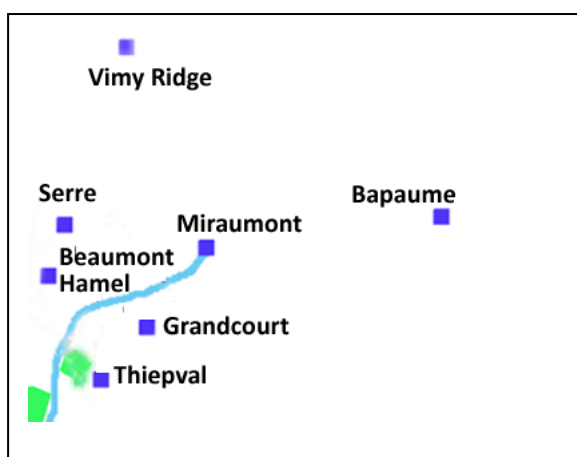 Vimy Ridge
Serre
Bapaume
Miraumont
Beaumont
Hamel
Grandcourt
Thiepval